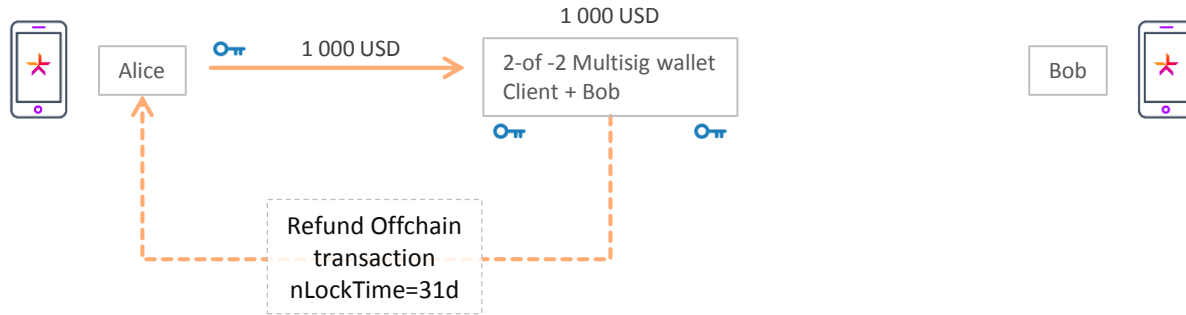 1 000 USD
1 000 USD
Alice
2-of -2 Multisig wallet
Client + Bob
Bob
Refund Offchain
transaction
nLockTime=31d